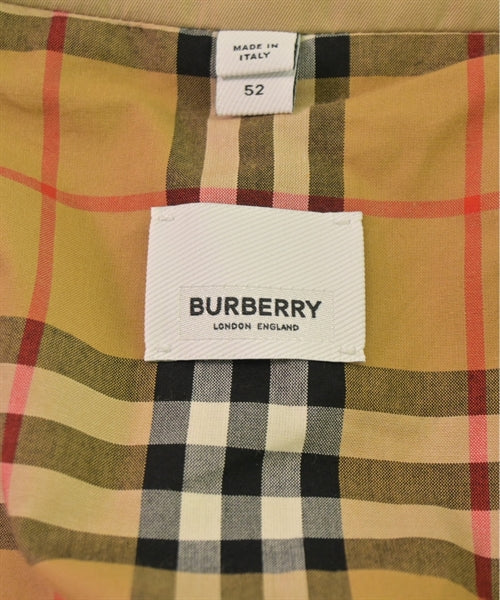 MADE IN
ITALY
52
BURBERRY
LONDON ENGLAND